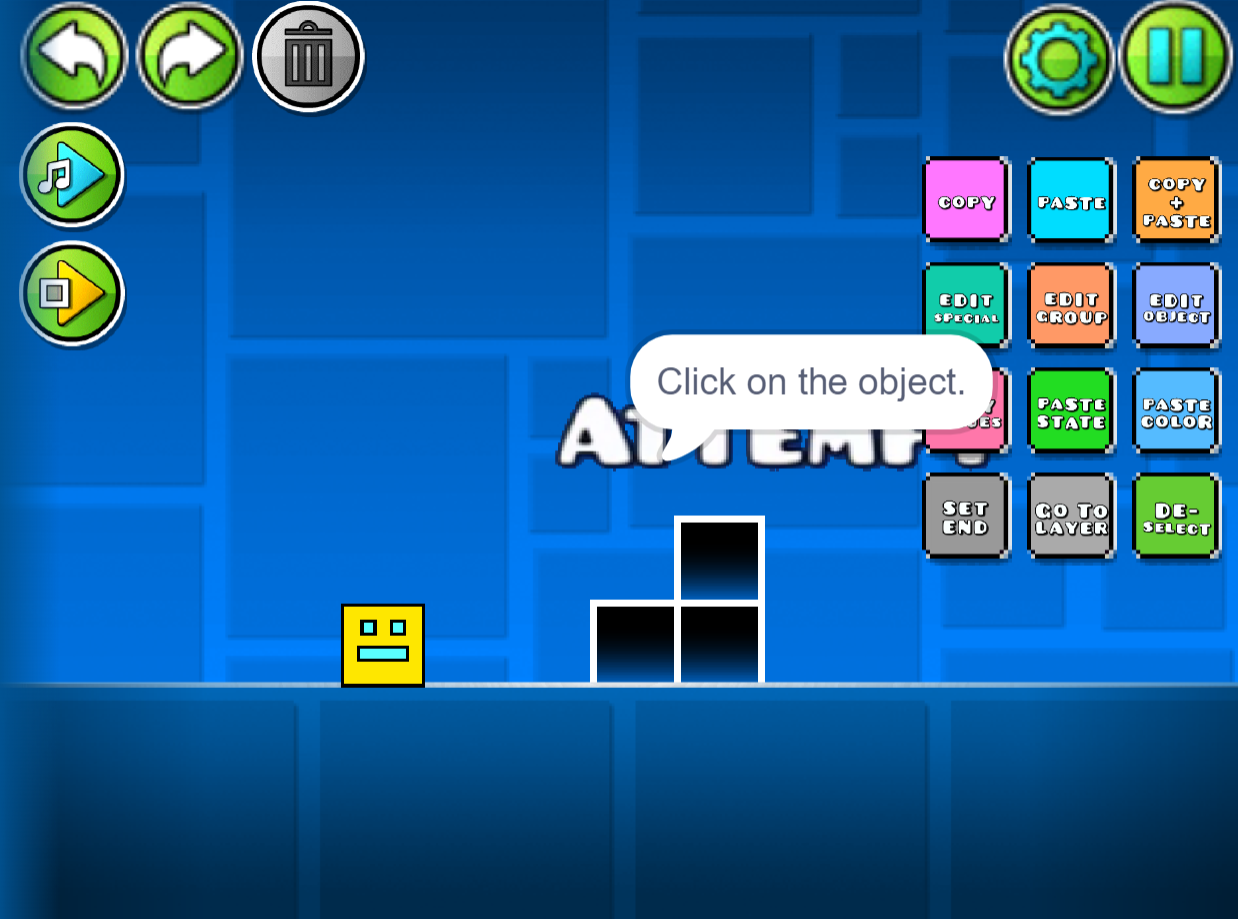 COPY
PASTE
COPY
+
PASTE
EDIT
SPECIAL
EDIT
GROUP
EDIT
OBJECT
Click on the object.
PASTE
STATE
PASTE
COLOR
SET
END
GO TO
LAYER
DE-
SELECT